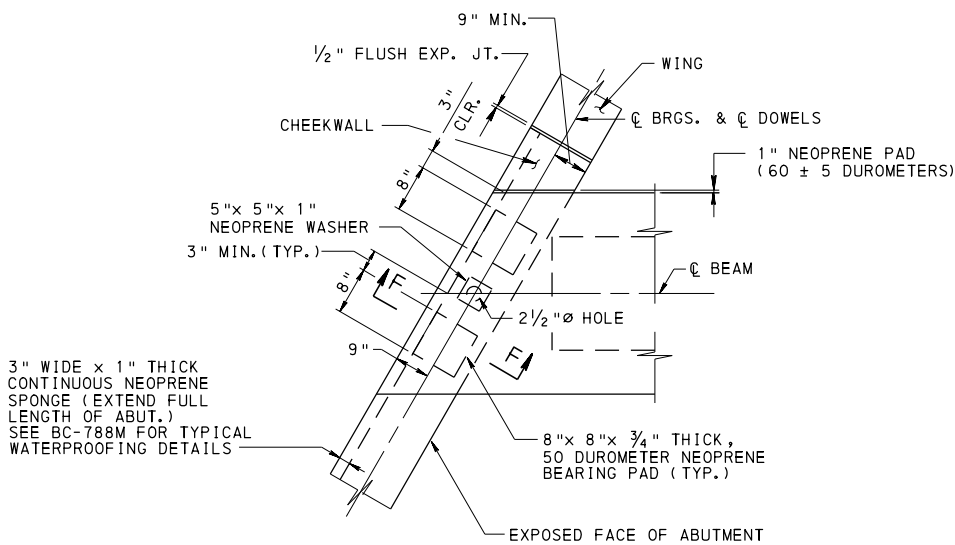 9" MIN.
½" FLUSH EXP. JT.
WING
3"
CLR.
CHEEKWALL
℄ BRGS. & ℄ DOWELS
1" NEOPRENE PAD
(60 ± 5 DUROMETERS)
8"
5"x 5"x 1"
NEOPRENE WASHER
3" MIN.(TYP.)
F
℄ BEAM
8"
2½"ø HOLE
9"
F
3" WIDE x 1" THICK
CONTINUOUS NEOPRENE
SPONGE (EXTEND FULL
LENGTH OF ABUT.)
SEE BC-788M FOR TYPICAL
WATERPROOFING DETAILS
8"x 8"x ¾" THICK,
50 DUROMETER NEOPRENE
BEARING PAD (TYP.)
EXPOSED FACE OF ABUTMENT